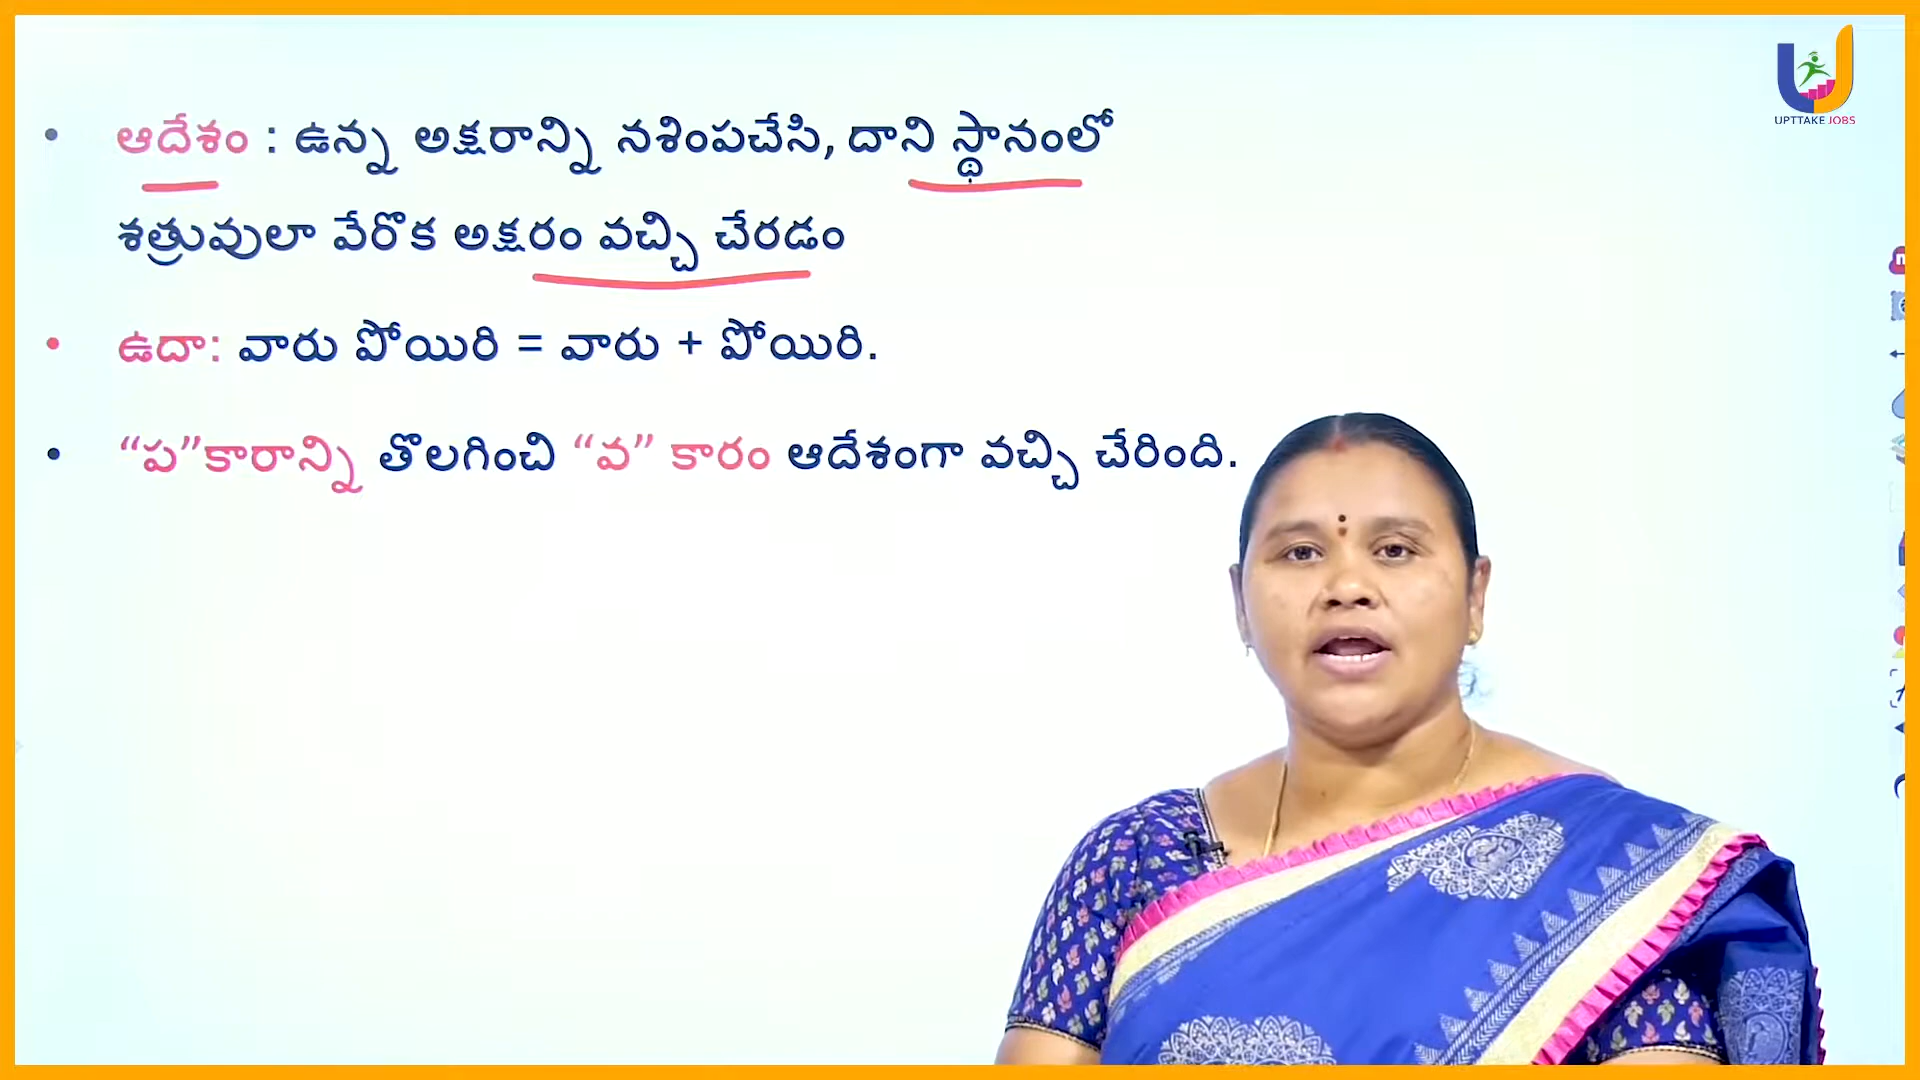 UPTTAKE JOBS
• ఆదేశం : ఉన్న అక్షరాన్ని నశింపచేసి, దాని స్థానంలో
శత్రువులా వేరొక అక్షరం వచ్చి చేరడం
• ఉదా: వారు పోయిరి = వారు + పోయిరి.
• “ప”కారాన్ని తొలగించి “వ” కారం ఆదేశంగా వచ్చి చేరింది.